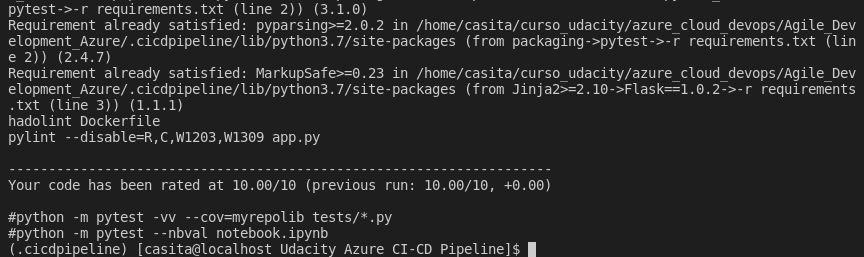 pytest->-r requirements.txt (line 2)) (3.1.0)
Requirement already satisfied: pyparsing>=2.0.2 in /home/casita/curso_udacity/azure_cloud_devops/Agile_Dev
elopment_Azure/.cicdpipeline/lib/python3.7/site-packages (from packaging->pytest->-r requirements.txt (lin
e 2)) (2.4.7)
Requirement already satisfied: MarkupSafe>=0.23 in /home/casita/curso_udacity/azure_cloud_devops/Agile_Dev
elopment_Azure/.cicdpipeline/lib/python3.7/site-packages (from Jinja2>=2.10->Flask==1.0.2->-r requirements
.txt (line 3)) (1.1.1)
hadolint Dockerfile
pylint --disable=R,C,W1203,W1309 app.py
--------------------------------------------------------------------
Your code has been rated at 10.00/10 (previous run: 10.00/10, +0.00)
#python -m pytest -vv --cov=myrepolib tests/*.py
#python -m pytest --nbval notebook.ipynb
(.cicdpipeline) [casita@localhost Udacity Azure CI-CD Pipeline]$